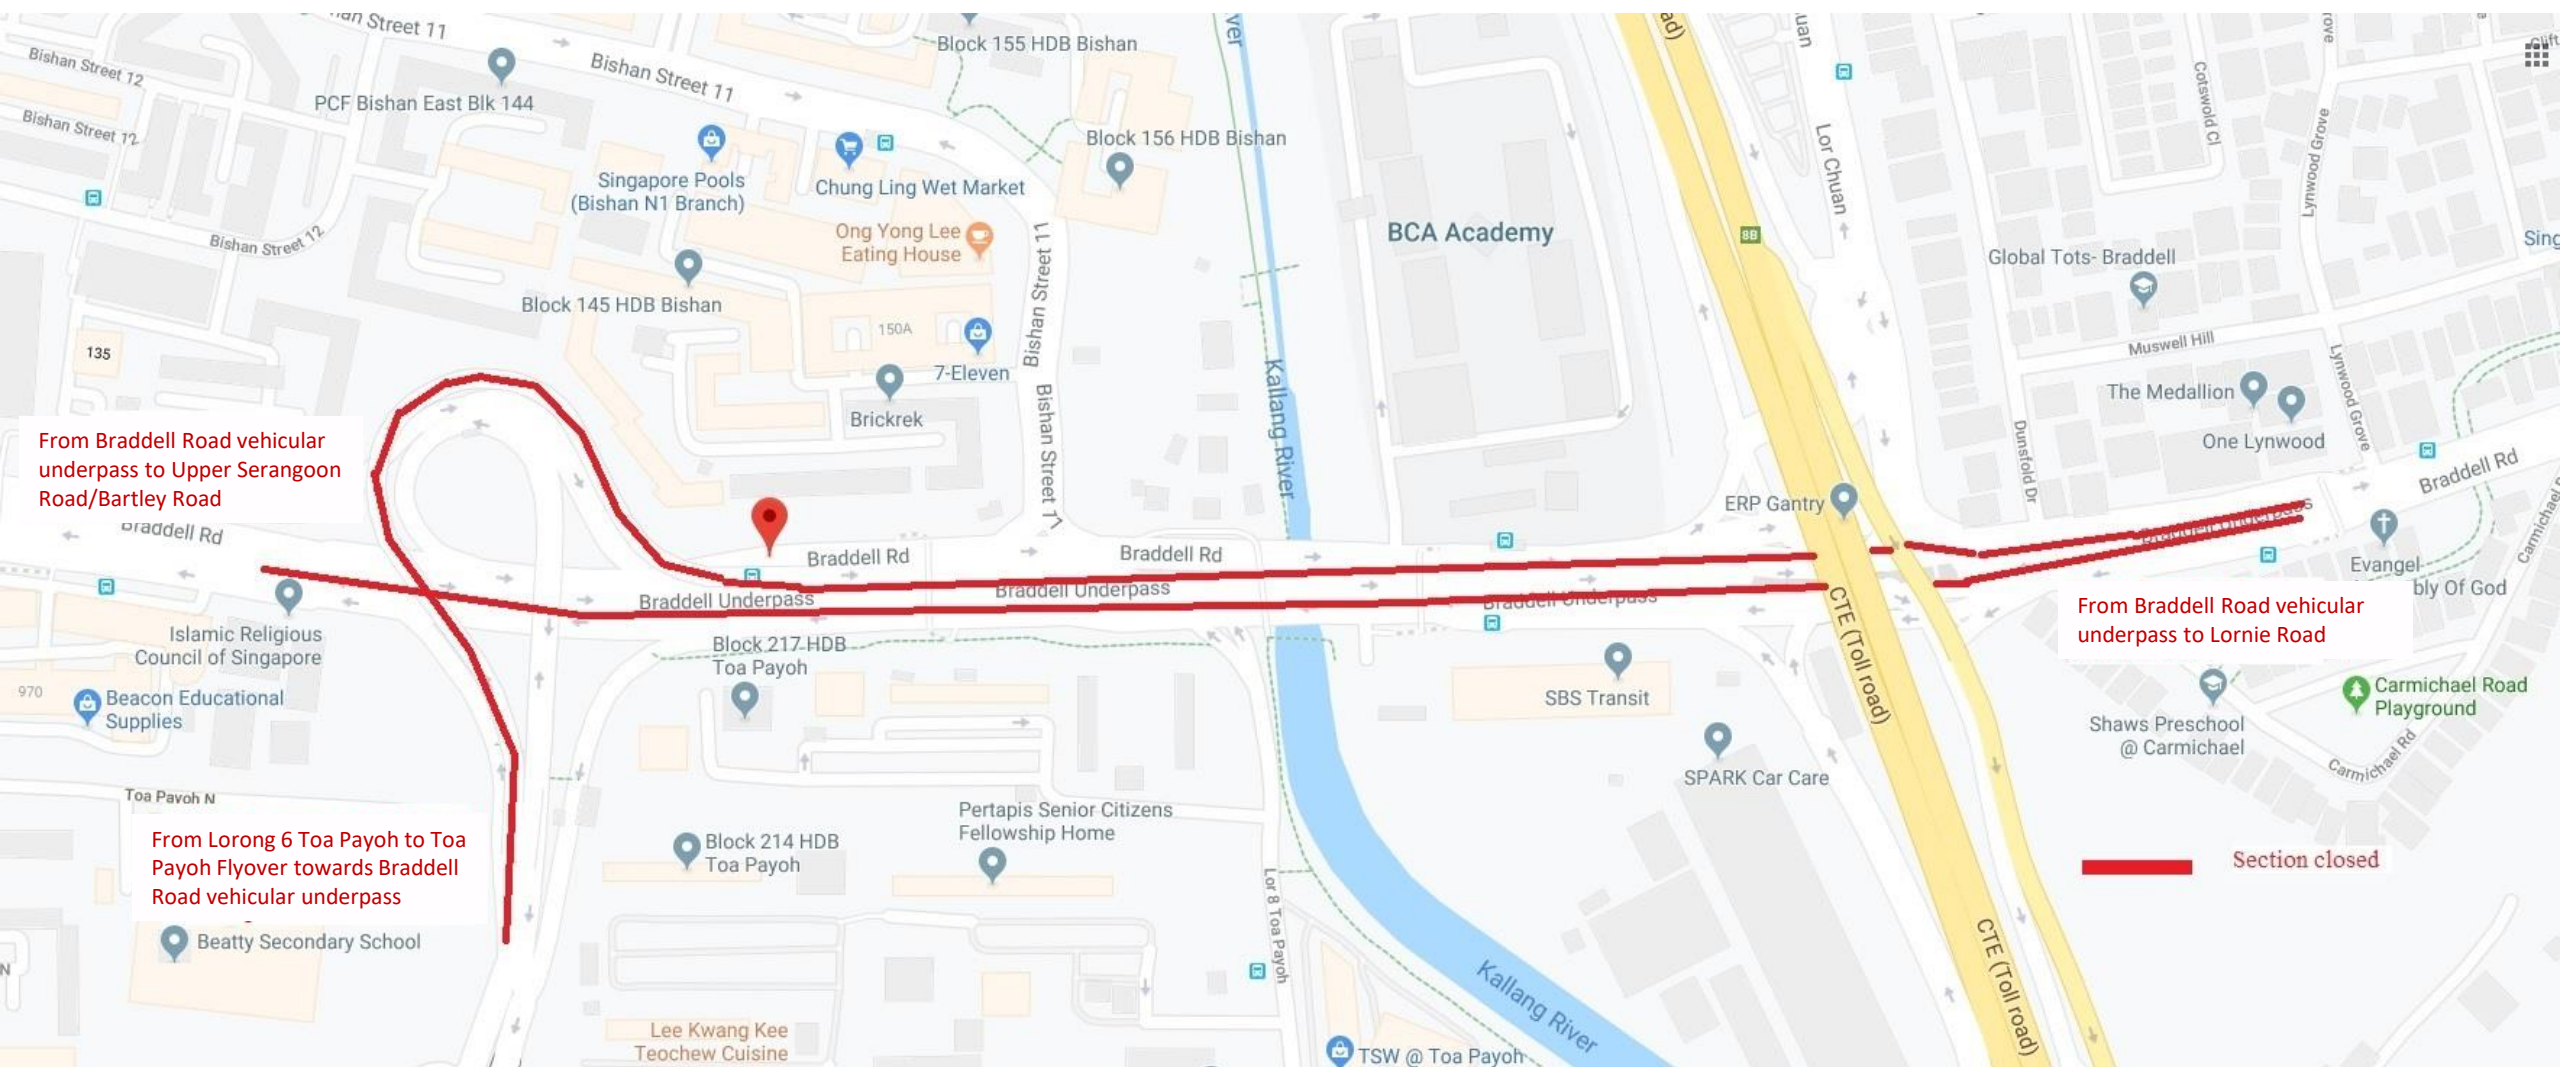 Street 11
Bishan Street 12
Bishan Street 12
Bishan Street 12
PCF Bishan East Blk 144
Bishan Street 11
Block 155 HDB Bishan
Block 156 HDB Bishan
Singapore Pools
(Bishan N1 Branch)
Chung Ling Wet Market
Ong Yong Lee
Eating House
Block 145 HDB Bishan
150A
7-Eleven
Brickrek
Bishan Street 11
Bishan Street 11
135
Kallang River
BCA Academy
8B
Lor Chuan
Cotswold Cl
Lynwood Grove
Global Tots- Braddell
Muswell Hill
The Medallion
One Lynwood
Lynwood Grove
Dunsfold Dr
ERP Gantry
Braddell Rd
From Braddell Road vehicular
underpass to Upper Serangoon
Road/Bartley Road
Braddell Rd
Braddell Rd
Braddell Rd
Braddell Underpass
Braddell Underpass
Braddell Underpass
Braddell Underpass
Evangel
bly Of God
From Braddell Road vehicular
underpass to Lornie Road
Islamic Religious
Council of Singapore
Block 217 HDB
Toa Payoh
970
Beacon Educational
Supplies
SBS Transit
CTE (Toll road)
Carmichael Road
Playground
Shaws Preschool
@ Carmichael
Carmichael Rd
SPARK Car Care
Toa Payoh N
From Lorong 6 Toa Payoh to Toa
Payoh Flyover towards Braddell
Road vehicular underpass
Pertapis Senior Citizens
Fellowship Home
Block 214 HDB
Toa Payoh
Section closed
Beatty Secondary School
Lor 8 Toa Payoh
Kallang River
CTE (Toll road)
Lee Kwang Kee
Teochew Cuisine
TSW @ Toa Payoh